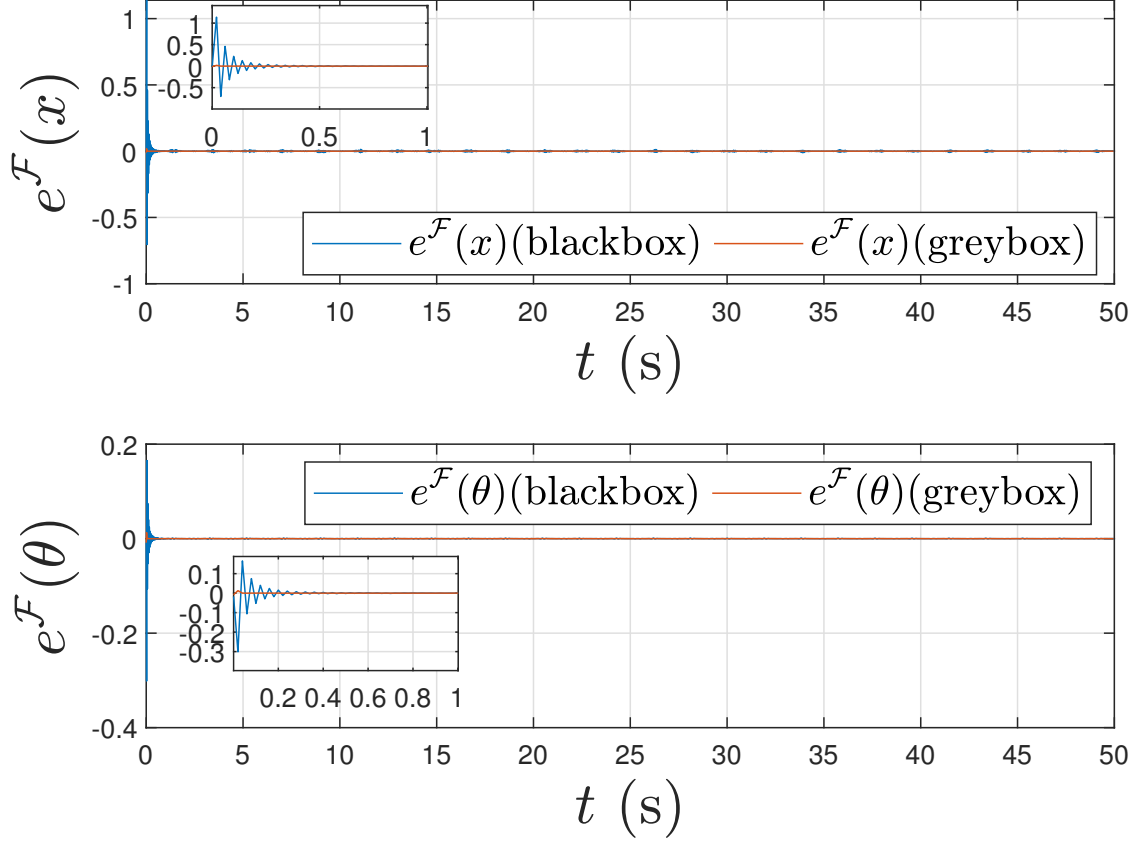 1
0.5
0
-0.5
-1
e^ℱ(x)
1
0.5
0
-0.5
0 0.5 1
e^ℱ(x)(blackbox) e^ℱ(x)(greybox)
0 5 10 15 20 25 30 35 40 45 50
t (s)
0.2
0
-0.2
-0.4
e^ℱ(θ)
e^ℱ(θ)(blackbox) e^ℱ(θ)(greybox)
0.1
0
-0.1
-0.2
-0.3
0.2 0.4 0.6 0.8 1
0 5 10 15 20 25 30 35 40 45 50
t (s)